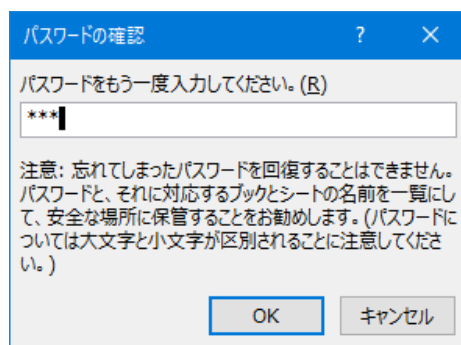 パスワードの確認 ? ×
パスワードをもう一度入力してください。(R)
***
注意: 忘れてしまったパスワードを回復することはできません。
パスワードと、それに対応するブックとシートの名前を一覧にし
て、安全な場所に保管することをお勧めします。(パスワードに
ついては大文字と小文字が区別されることに注意してくださ
い。)
OK キャンセル